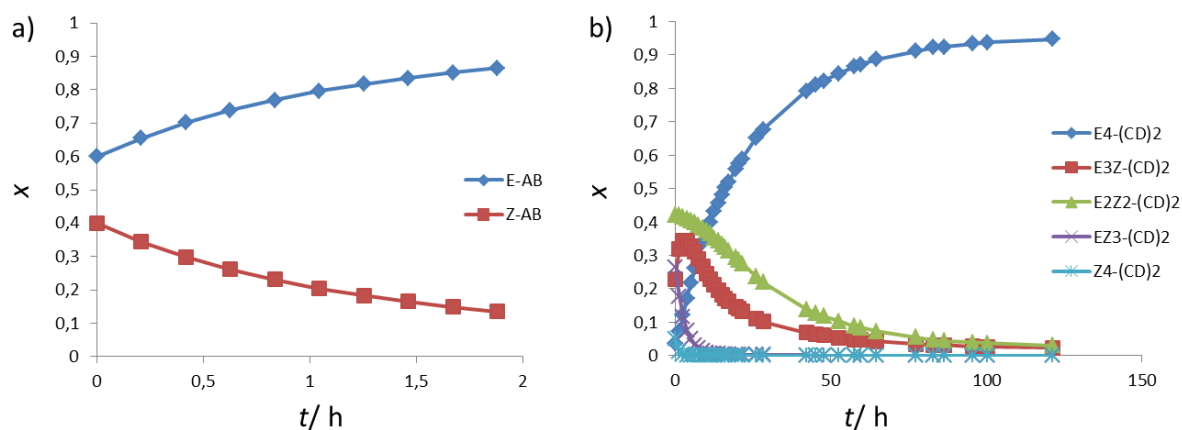 a)
1
0,9
0,8
0,7
0,6
0,5
0,4
0,3
0,2
0,1
0
x
0
0,5
1
1,5
2
t/ h
E-AB
Z-AB
b)
1
0,9
0,8
0,7
0,6
0,5
0,4
0,3
0,2
0,1
0
x
0
50
100
150
t/ h
E4-(CD)2
E3Z-(CD)2
E2Z2-(CD)2
EZ3-(CD)2
Z4-(CD)2